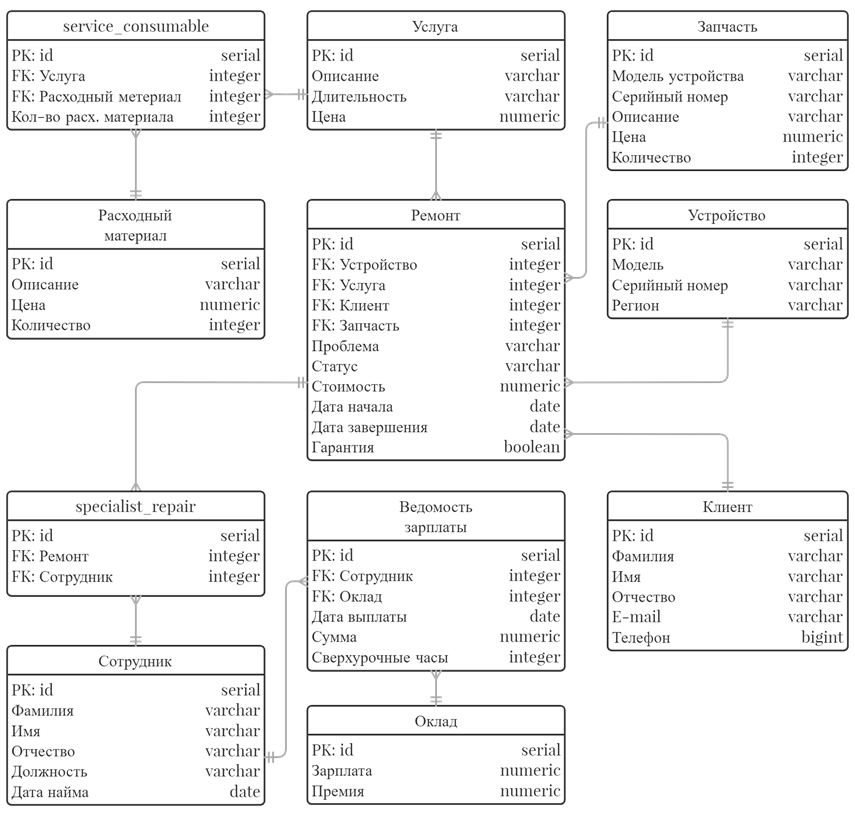 service_consumable
PK: id serial
FK: Услуга integer
FK: Расходный метериал integer
Кол-во расх. материала integer
Услуга
PK: id serial
Описание varchar
Длительность varchar
Цена numeric
Запчасть
PK: id serial
Модель устройства varchar
Серийный номер varchar
Описание varchar
Цена numeric
Количество integer
Расходный
материал
PK: id serial
Описание varchar
Цена numeric
Количество integer
Ремонт
PK: id serial
FK: Устройство integer
FK: Услуга integer
FK: Клиент integer
FK: Запчасть integer
Проблема varchar
Статус varchar
Стоимость numeric
Дата начала date
Дата завершения date
Гарантия boolean
Устройство
PK: id serial
Модель varchar
Серийный номер varchar
Регион varchar
specialist_repair
PK: id serial
FK: Ремонт integer
FK: Сотрудник integer
Ведомость
зарплаты
PK: id serial
FK: Сотрудник integer
FK: Оклад integer
Дата выплаты date
Сумма numeric
Сверхурочные часы integer
Клиент
PK: id serial
Фамилия varchar
Имя varchar
Отчество varchar
E-mail varchar
Телефон bigint
Сотрудник
PK: id serial
Фамилия varchar
Имя varchar
Отчество varchar
Должность varchar
Дата найма date
Оклад
PK: id serial
Зарплата numeric
Премия numeric